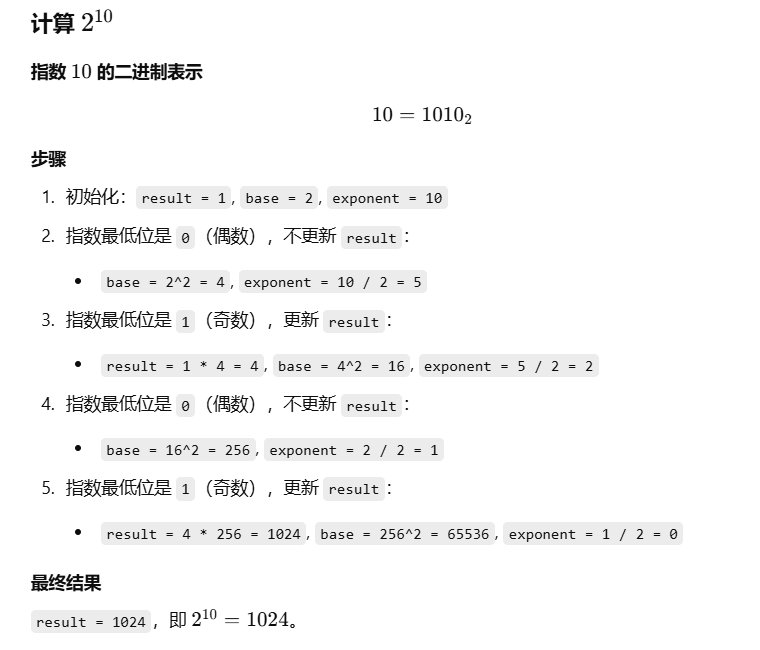 计算 2^10
指数 10 的二进制表示
10 = 1010₂
步骤
1. 初始化：result = 1, base = 2, exponent = 10
2. 指数最低位是 0（偶数），不更新 result：
• base = 2^2 = 4, exponent = 10 / 2 = 5
3. 指数最低位是 1（奇数），更新 result：
• result = 1 * 4 = 4, base = 4^2 = 16, exponent = 5 / 2 = 2
4. 指数最低位是 0（偶数），不更新 result：
• base = 16^2 = 256, exponent = 2 / 2 = 1
5. 指数最低位是 1（奇数），更新 result：
• result = 4 * 256 = 1024, base = 256^2 = 65536, exponent = 1 / 2 = 0
最终结果
result = 1024，即 2^10 = 1024。